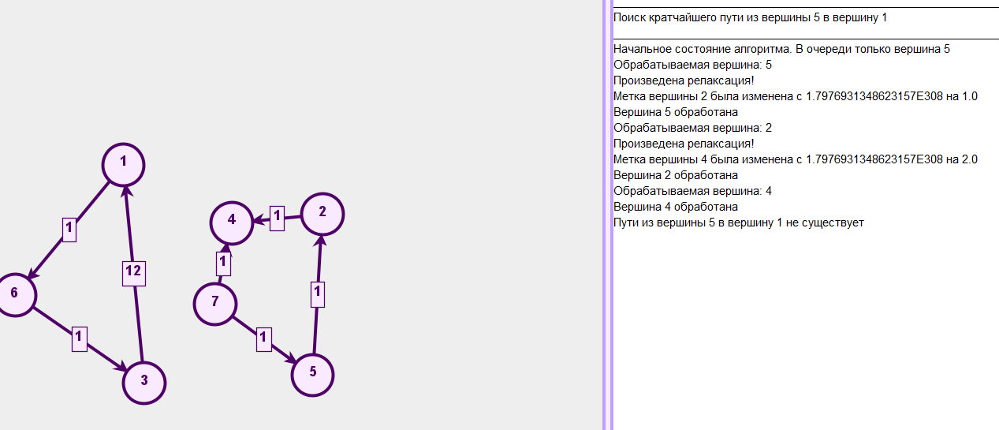 1
1
12
6
1
3
4
1
2
1
7
1
1
5
Поиск кратчайшего пути из вершины 5 в вершину 1
Начальное состояние алгоритма. В очереди только вершина 5
Обрабатываемая вершина: 5
Произведена релаксация!
Метка вершины 2 была изменена с 1.7976931348623157E308 на 1.0
Вершина 5 обработана
Обрабатываемая вершина: 2
Произведена релаксация!
Метка вершины 4 была изменена с 1.7976931348623157E308 на 2.0
Вершина 2 обработана
Обрабатываемая вершина: 4
Вершина 4 обработана
Пути из вершины 5 в вершину 1 не существует